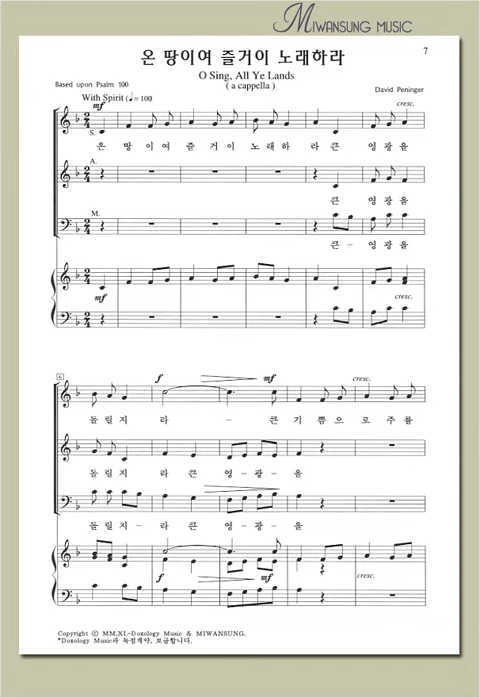 MIWANSUNG MUSIC
7
온 땅이여 즐거이 노래하라
O Sing, All Ye Lands
( a cappella )
Based upon Psalm 100
David Peninger
With Spirit (♩= 100)
mf
cresc.
S.
온 땅 이 여 즐 거 이 노 래 하 라 큰 영 광 을
A.
큰 영 광 을
M.
큰 – 영 광 을
mf
cresc.
6
f
mf
cresc.
돌 릴 지 라 – 큰 기 쁨 으 로 주 를
돌 릴 지 라 큰 영 – 광 – 을
돌 릴 지 – 라 – 큰 영 – 광 – 을
f
mf
cresc.
Copyright ⓒ MM.XI.-Doxology Music & MIWANSUNG.
*Doxology Music과 독점계약, 보급합니다.